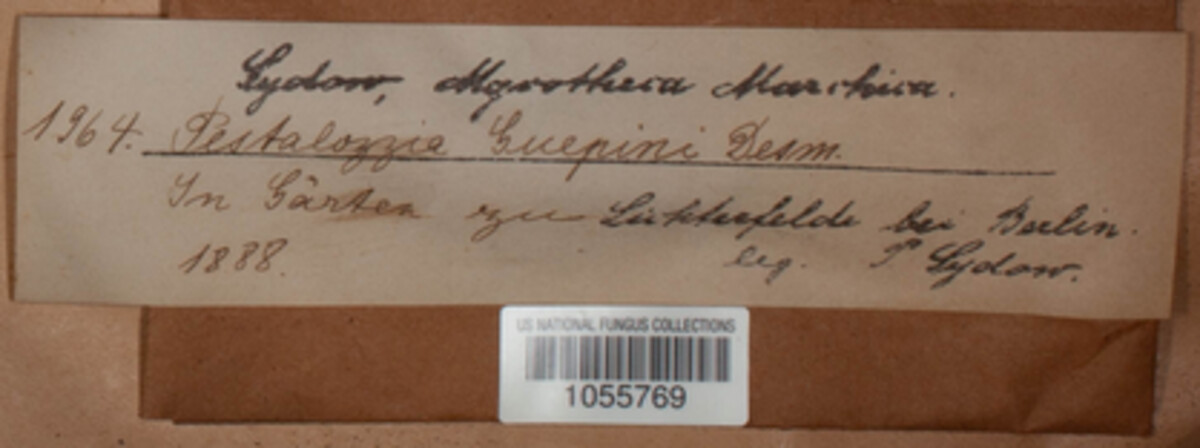 Sydow, Mycotheca Marchica.
1964. Pestalozzia Guepini Desm.
In Gärten zu Lichterfelde bei Berlin.
1888. leg. P. Sydow.
US NATIONAL FUNGUS COLLECTIONS
1055769